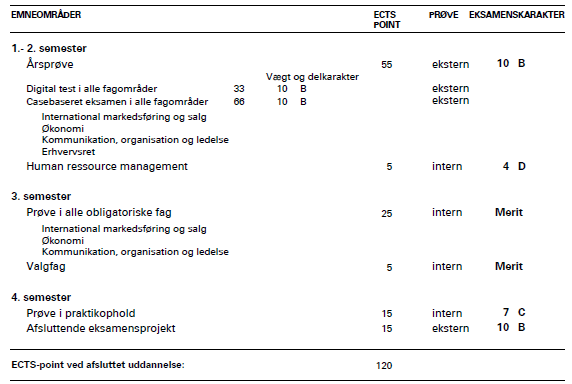 EMNEOMRÅDER ECTS POINT PRØVE EKSAMENSKARAKTER
1.- 2. semester
Årsprøve 55 ekstern 10 B
Vægt og delkarakter
Digital test i alle fagområder 33 10 B ekstern
Casebaseret eksamen i alle fagområder 66 10 B ekstern
International markedsføring og salg
Økonomi
Kommunikation, organisation og ledelse
Erhvervsret
Human ressource management 5 intern 4 D
3. semester
Prøve i alle obligatoriske fag 25 intern Merit
International markedsføring og salg
Økonomi
Kommunikation, organisation og ledelse
Valgfag 5 intern Merit
4. semester
Prøve i praktikophold 15 intern 7 C
Afsluttende eksamensprojekt 15 ekstern 10 B
ECTS-point ved afsluttet uddannelse: 120